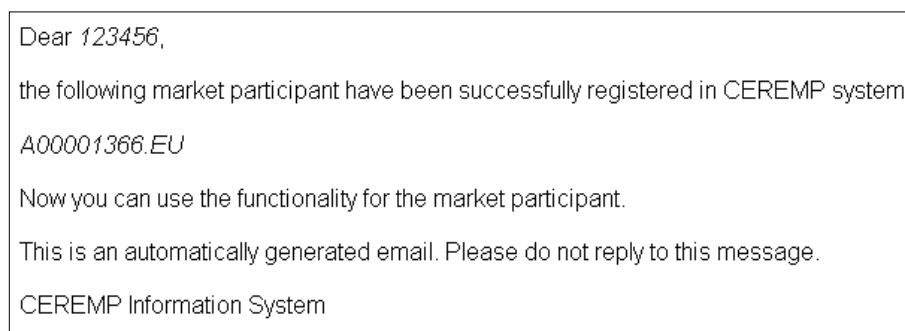 Dear 123456,
the following market participant have been successfully registered in CEREMP system
A00001366.EU
Now you can use the functionality for the market participant.
This is an automatically generated email. Please do not reply to this message.
CEREMP Information System